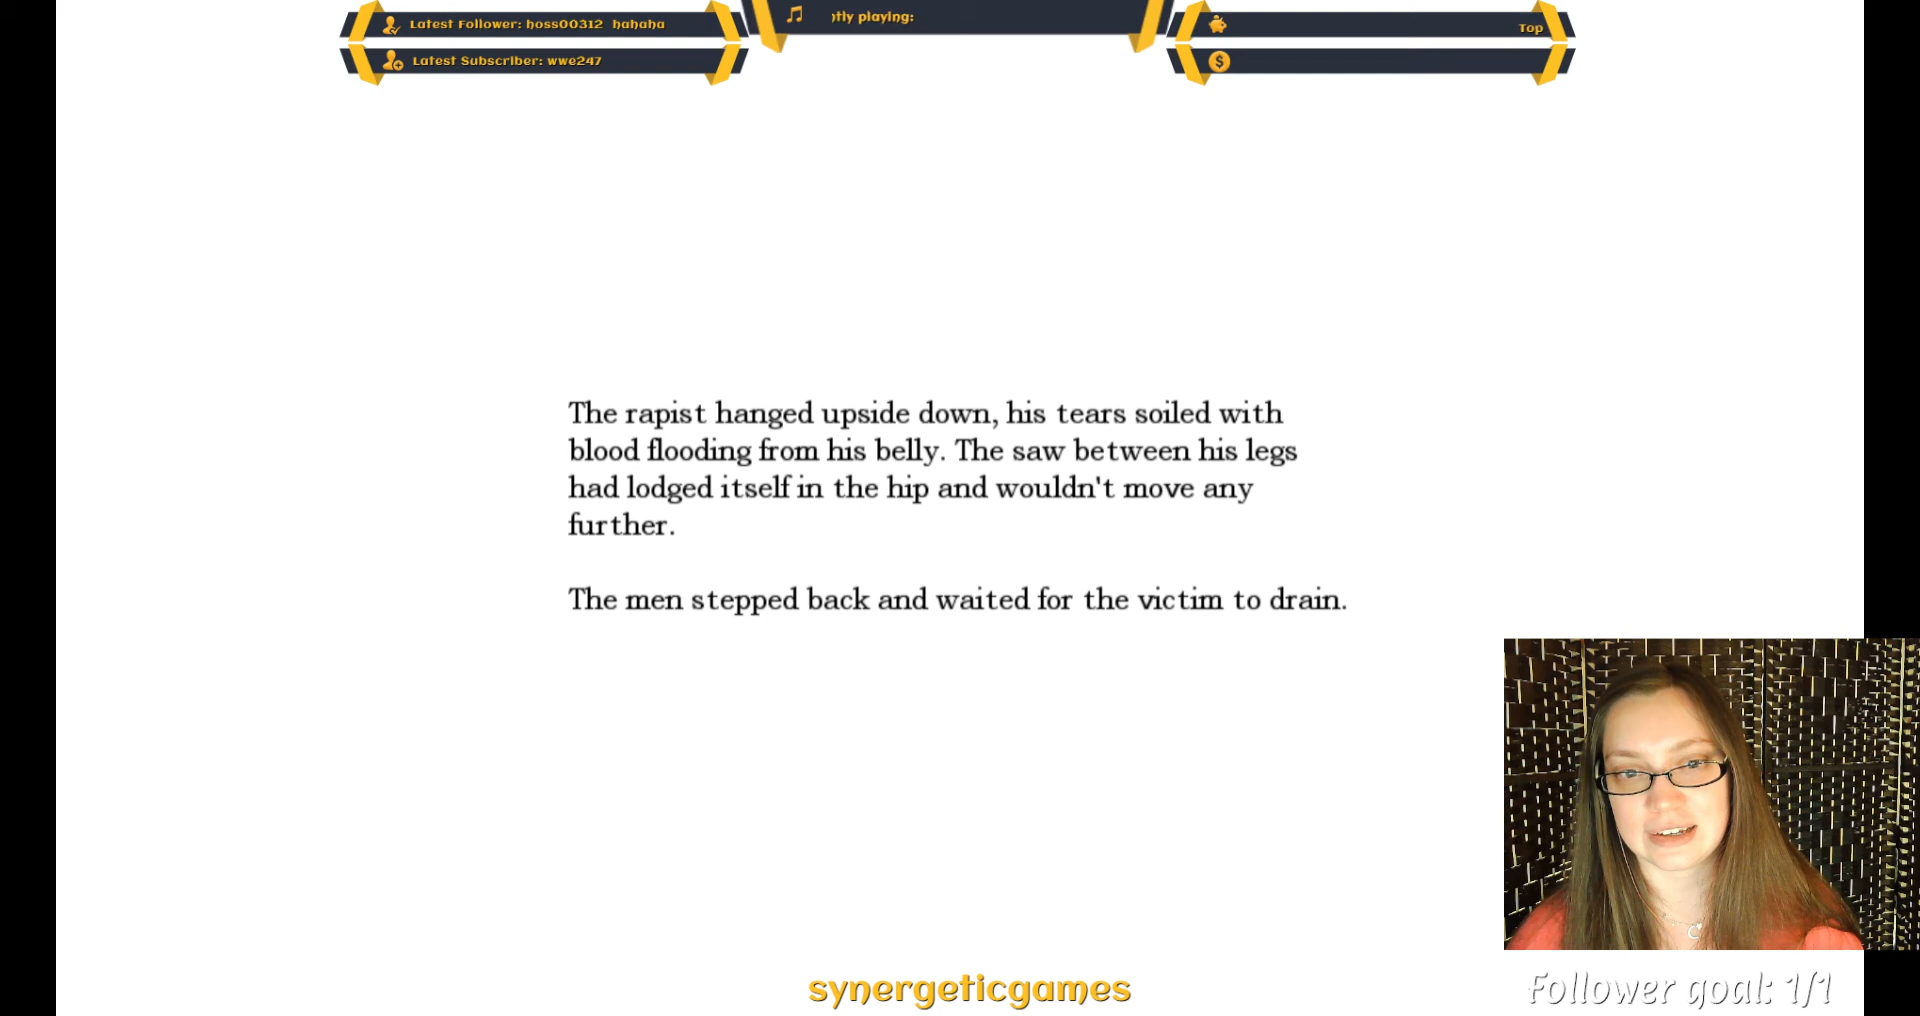 Latest Follower: hoss00312 hahaha
Latest Subscriber: wwe247
tly playing:
Top
$
The rapist hanged upside down, his tears soiled with
blood flooding from his belly. The saw between his legs
had lodged itself in the hip and wouldn't move any
further.
The men stepped back and waited for the victim to drain.
synergeticgames
Follower goal: 1/1